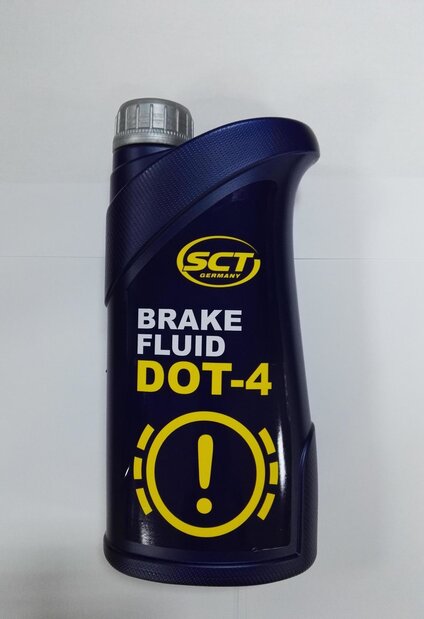 SCT
GERMANY
BRAKE
FLUID
DOT-4
!